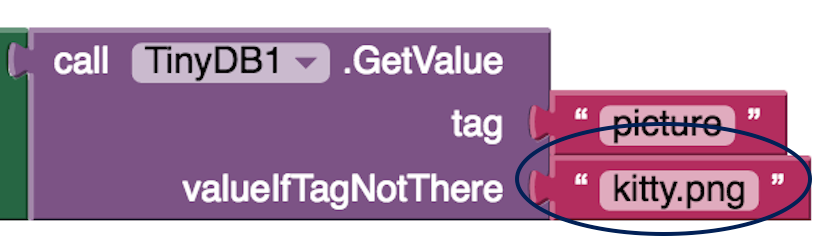 call TinyDB1 .GetValue
tag “ picture ”
valueIfTagNotThere “ kitty.png ”